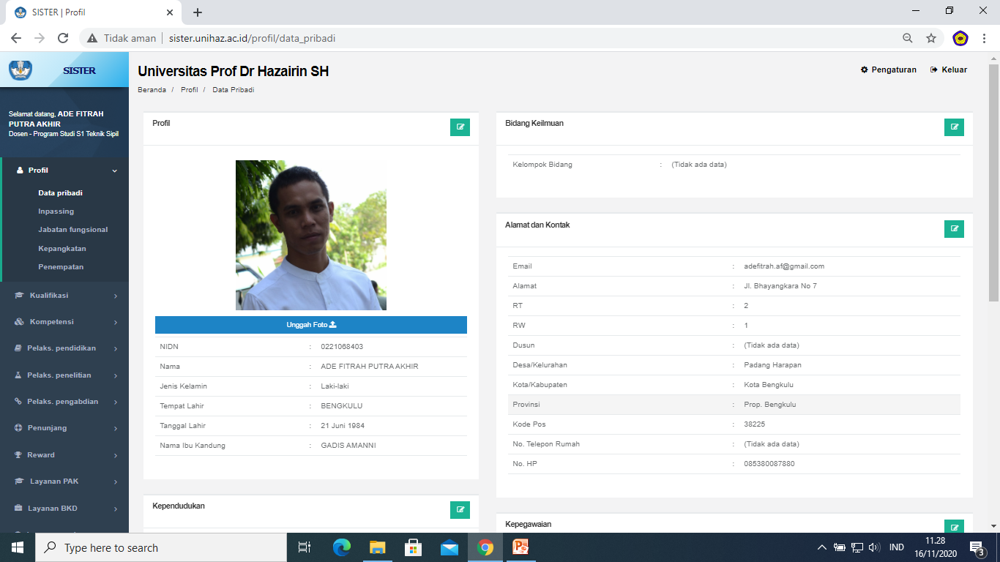 SISTER | Profil
Tidak aman
sister.unihaz.ac.id/profil/data_pribadi
SISTER
Universitas Prof Dr Hazairin SH
Pengaturan
Keluar
Beranda / Profil / Data Pribadi
Selamat datang, ADE FITRAH
PUTRA AKHIR
Dosen - Program Studi S1 Teknik Sipil
Profil
Data pribadi
Inpassing
Jabatan fungsional
Kepangkatan
Penempatan
Kualifikasi
Kompetensi
Pelaks. pendidikan
Pelaks. penelitian
Pelaks. pengabdian
Penunjang
Reward
Layanan PAK
Layanan BKD
Profil
Unggah Foto
NIDN : 0221068403
Nama : ADE FITRAH PUTRA AKHIR
Jenis Kelamin : Laki-laki
Tempat Lahir : BENGKULU
Tanggal Lahir : 21 Juni 1984
Nama Ibu Kandung : GADIS AMANNI
Kependudukan
Bidang Keilmuan
Kelompok Bidang : (Tidak ada data)
Alamat dan Kontak
Email : adefitrah.af@gmail.com
Alamat : Jl. Bhayangkara No 7
RT : 2
RW : 1
Dusun : (Tidak ada data)
Desa/Kelurahan : Padang Harapan
Kota/Kabupaten : Kota Bengkulu
Provinsi : Prop. Bengkulu
Kode Pos : 38225
No. Telepon Rumah : (Tidak ada data)
No. HP : 085380087880
Kepegawaian
Type here to search
IND
11.28
16/11/2020
3